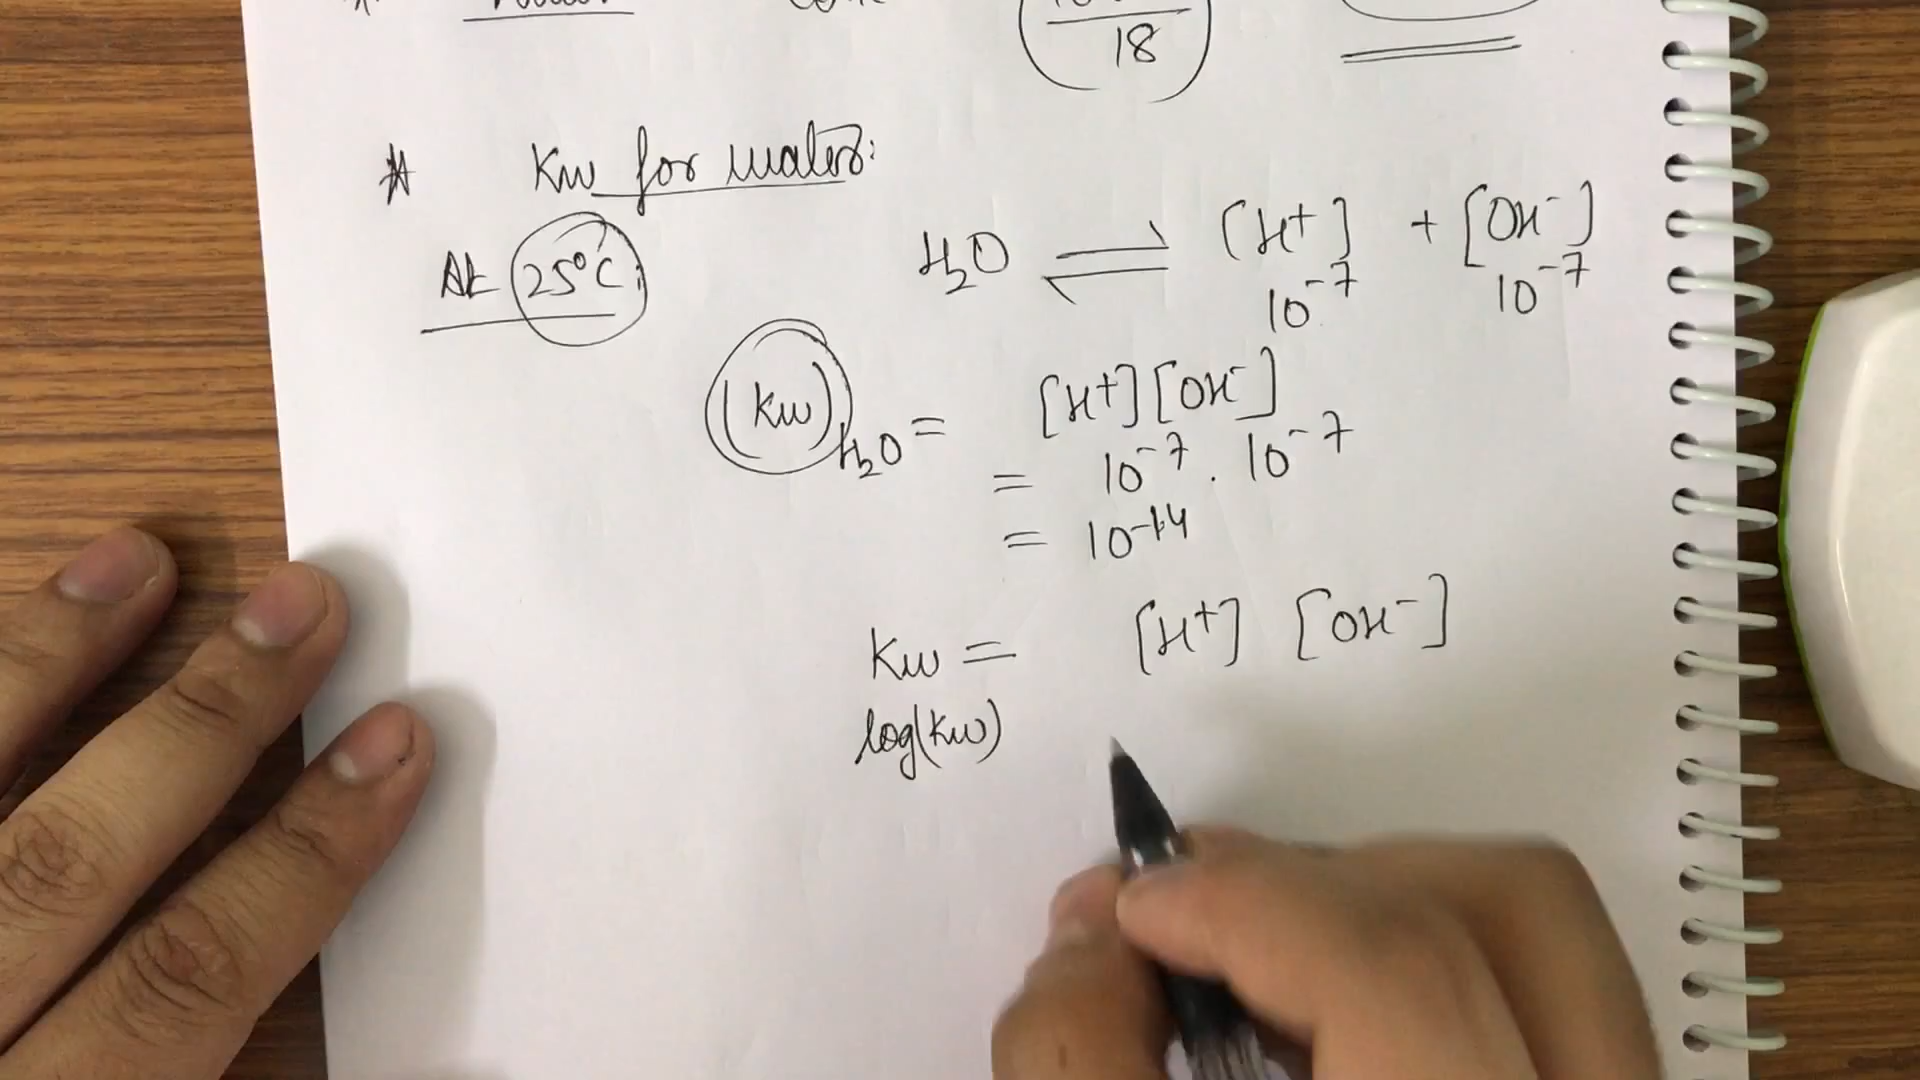 18
* Kw for water:
At 25°C: H₂O ⇌ [H⁺] + [OH⁻]
10⁻⁷ 10⁻⁷
(Kw)H₂O = [H⁺][OH⁻]
= 10⁻⁷ . 10⁻⁷
= 10⁻¹⁴
Kw = [H⁺] [OH⁻]
log(Kw)